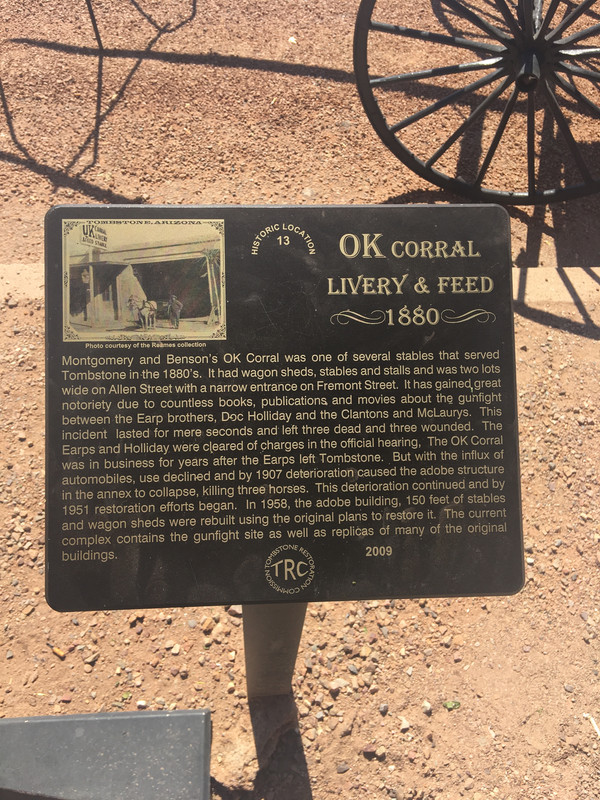 TOMBSTONE, ARIZONA
OK CORRAL
Photo courtesy of the Reames collection
HISTORIC LOCATION
13
OK CORRAL
LIVERY & FEED
1880
Montgomery and Benson's OK Corral was one of several stables that served
Tombstone in the 1880's. It had wagon sheds, stables and stalls and was two lots
wide on Allen Street with a narrow entrance on Fremont Street. It has gained great
notoriety due to countless books, publications and movies about the gunfight
between the Earp brothers, Doc Holliday and the Clantons and McLaurys. This
incident lasted for mere seconds and left three dead and three wounded. The
Earps and Holliday were cleared of charges in the official hearing, The OK Corral
was in business for years after the Earps left Tombstone. But with the influx of
automobiles, use declined and by 1907 deterioration caused the adobe structure
in the annex to collapse, killing three horses. This deterioration continued and by
1951 restoration efforts began. In 1958, the adobe building, 150 feet of stables
and wagon sheds were rebuilt using the original plans to restore it. The current
complex contains the gunfight site as well as replicas of many of the original
buildings.
TOMBSTONE RESTORATION COMMISSION
TRC
2009